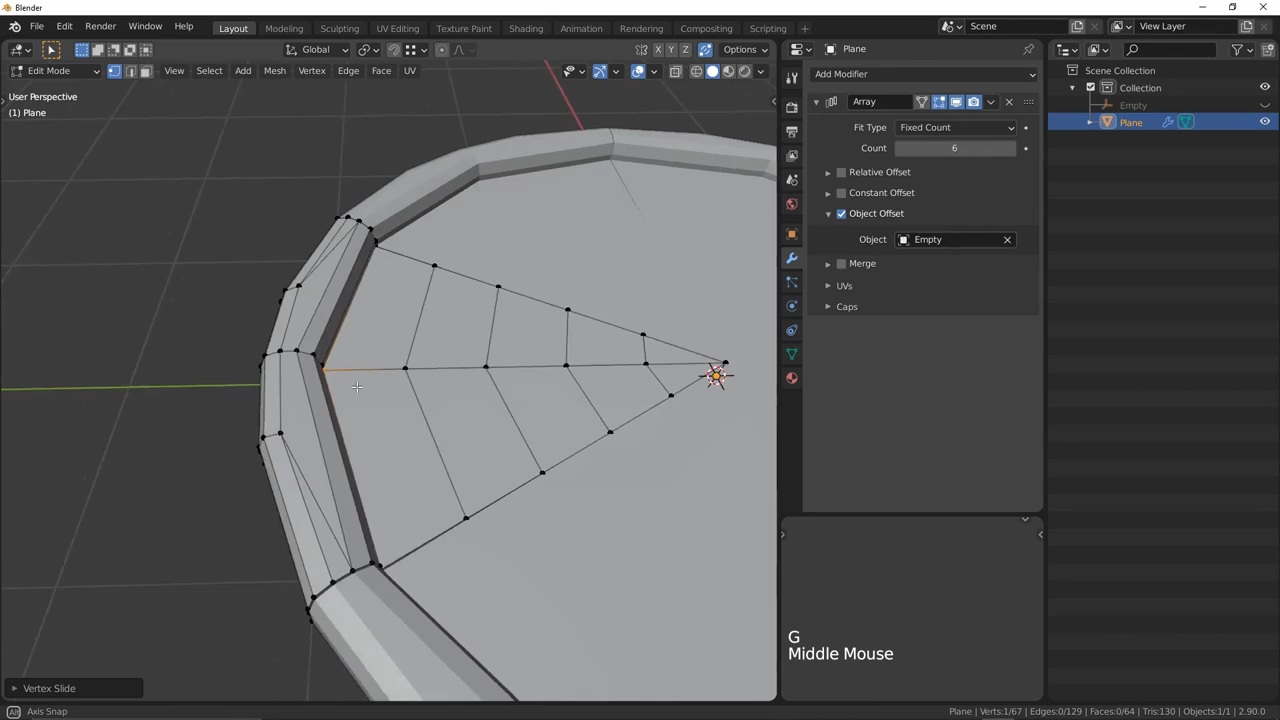 Blender
File Edit Render Window Help Layout Modeling Sculpting UV Editing Texture Paint Shading Animation Rendering Compositing Scripting + Scene View Layer
Global X Y Z Options Plane
Edit Mode View Select Add Mesh Vertex Edge Face UV Add Modifier Scene Collection
User Perspective Collection
(1) Plane Array Empty
Plane
Fit Type Fixed Count
Count 6
Relative Offset
Constant Offset
Object Offset
Object Empty
Merge
UVs
Caps
G
Middle Mouse
Vertex Slide
Alt Axis Snap Plane | Verts:1/67 | Edges:0/129 | Faces:0/64 | Tris:130 | Objects:1/1 | 2.90.0